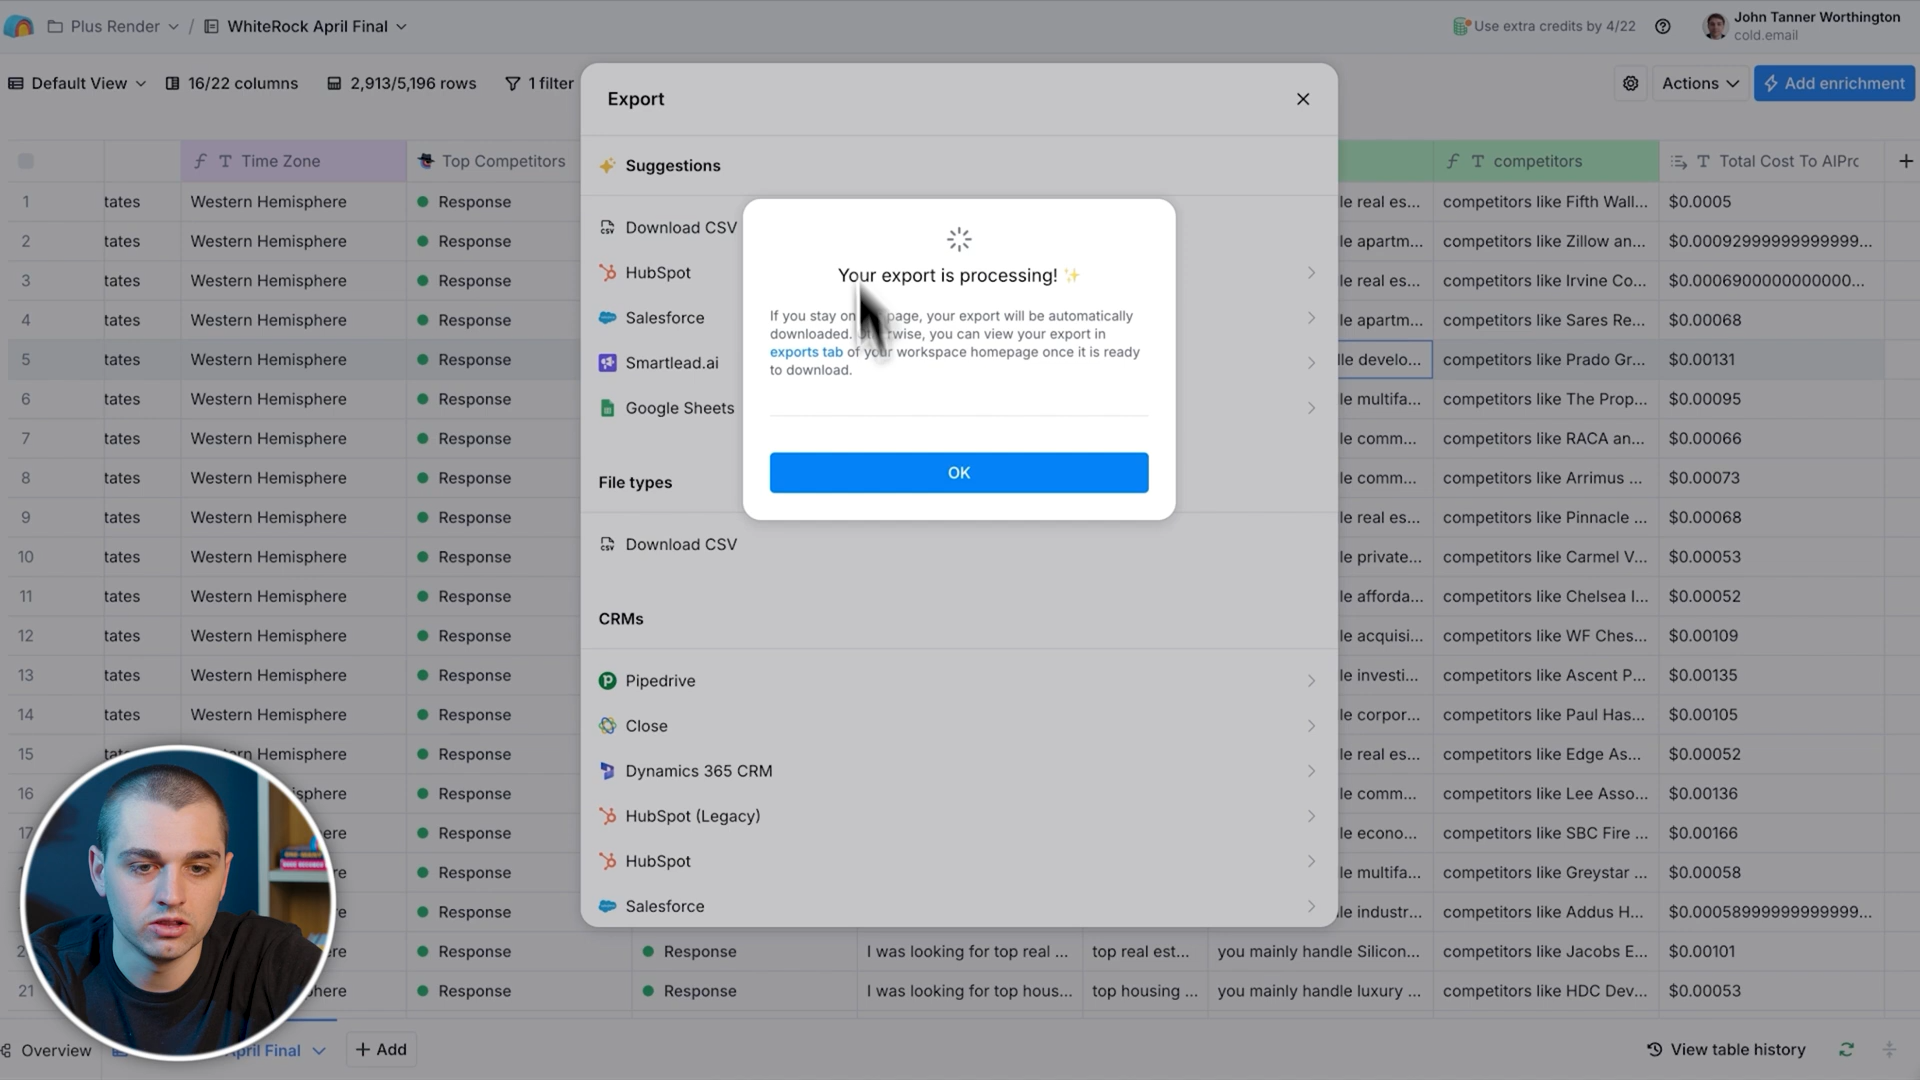 Plus Render / WhiteRock April Final
Use extra credits by 4/22
John Tanner Worthington
cold.email
Default View 16/22 columns 2,913/5,196 rows 1 filter
Actions Add enrichment
Export
Suggestions
Download CSV
HubSpot
Salesforce
Smartlead.ai
Google Sheets
File types
Download CSV
CRMs
Pipedrive
Close
Dynamics 365 CRM
HubSpot (Legacy)
HubSpot
Salesforce
Your export is processing! ✨
If you stay on page, your export will be automatically
downloaded. you can view your export in
exports tab of your workspace homepage once it is ready
to download.
OK
Time Zone Top Competitors competitors Total Cost To AIPrc
1 tates Western Hemisphere Response le real es... competitors like Fifth Wall... $0.0005
2 tates Western Hemisphere Response le apartm... competitors like Zillow an... $0.00092999999999999...
3 tates Western Hemisphere Response le real es... competitors like Irvine Co... $0.0006900000000000...
4 tates Western Hemisphere Response le apartm... competitors like Sares Re... $0.00068
5 tates Western Hemisphere Response lle develo... competitors like Prado Gr... $0.00131
6 tates Western Hemisphere Response le multifa... competitors like The Prop... $0.00095
7 tates Western Hemisphere Response le comm... competitors like RACA an... $0.00066
8 tates Western Hemisphere Response le comm... competitors like Arrimus ... $0.00073
9 tates Western Hemisphere Response le real es... competitors like Pinnacle ... $0.00068
10 tates Western Hemisphere Response le private... competitors like Carmel V... $0.00053
11 tates Western Hemisphere Response le afforda... competitors like Chelsea I... $0.00052
12 tates Western Hemisphere Response le acquisi... competitors like WF Ches... $0.00109
13 tates Western Hemisphere Response le investi... competitors like Ascent P... $0.00135
14 tates Western Hemisphere Response le corpor... competitors like Paul Has... $0.00105
15 tates rn Hemisphere Response le real es... competitors like Edge As... $0.00052
16 isphere Response le comm... competitors like Lee Asso... $0.00136
17 ere Response le econo... competitors like SBC Fire ... $0.00166
re Response le multifa... competitors like Greystar ... $0.00058
e Response le industr... competitors like Addus H... $0.00058999999999999...
2 e Response Response I was looking for top real ... top real est... you mainly handle Silicon... competitors like Jacobs E... $0.00101
21 here Response Response I was looking for top hous... top housing ... you mainly handle luxury ... competitors like HDC Dev... $0.00053
Overview April Final Add View table history